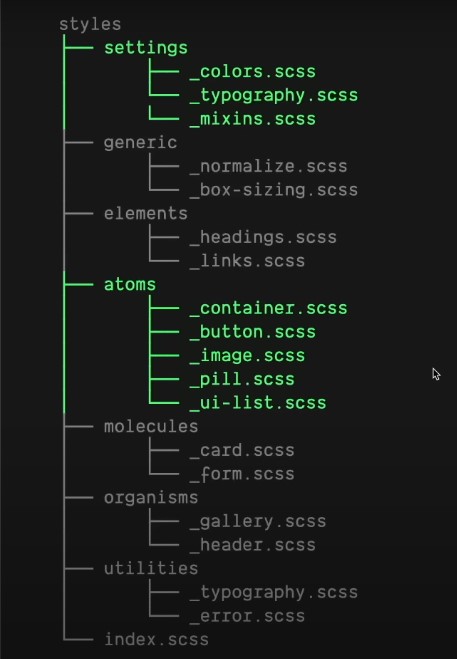 styles
settings
_colors.scss
_typography.scss
_mixins.scss
generic
_normalize.scss
_box-sizing.scss
elements
_headings.scss
_links.scss
atoms
_container.scss
_button.scss
_image.scss
_pill.scss
_ui-list.scss
molecules
_card.scss
_form.scss
organisms
_gallery.scss
_header.scss
utilities
_typography.scss
_error.scss
index.scss